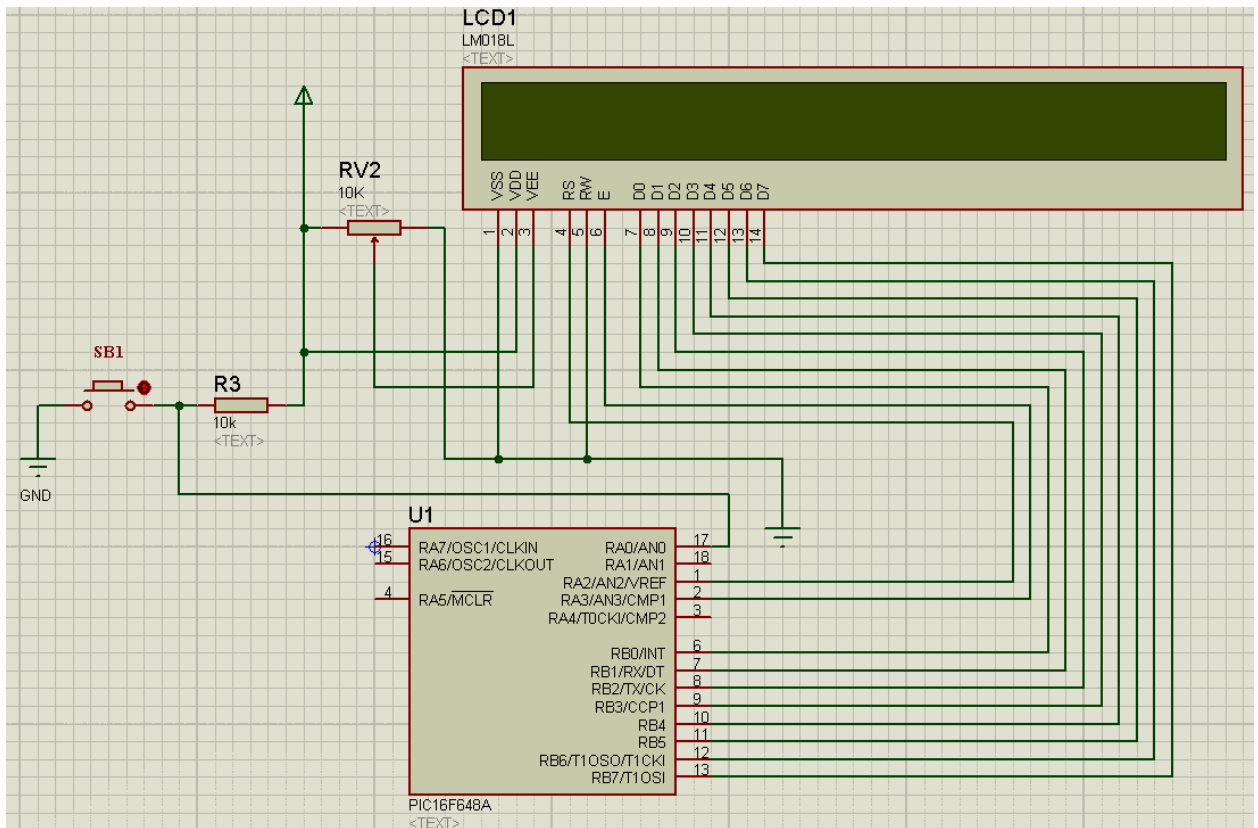 LCD1
LM018L
<TEXT>
RV2
10K
<TEXT>
VSS
VDD
VEE
RS
RW
E
D0
D1
D2
D3
D4
D5
D6
D7
1
2
3
4
5
6
7
8
9
10
11
12
13
14
SB1
R3
10k
<TEXT>
GND
U1
16 RA7/OSC1/CLKIN RA0/AN0 17
15 RA6/OSC2/CLKOUT RA1/AN1 18
RA2/AN2/VREF 1
4 RA5/MCLR RA3/AN3/CMP1 2
RA4/T0CKI/CMP2 3
RB0/INT 6
RB1/RX/DT 7
RB2/TX/CK 8
RB3/CCP1 9
RB4 10
RB5 11
RB6/T1OSO/T1CKI 12
RB7/T1OSI 13
PIC16F648A
<TEXT>